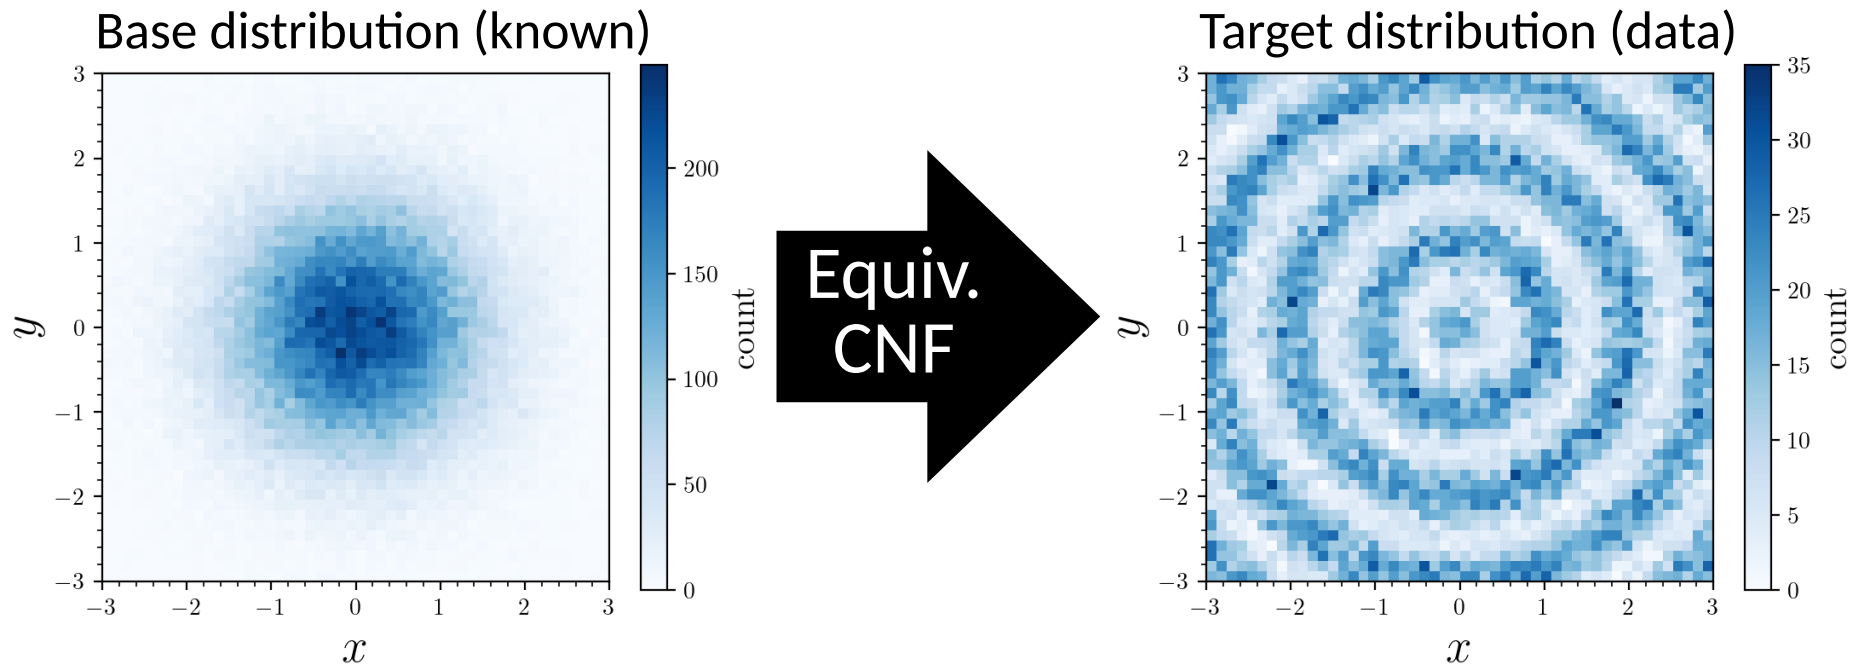 Base distribution (known)
3
2
1
0
−1
−2
−3
y
−3 −2 −1 0 1 2 3
x
200
150
100
50
0
count
Equiv.
CNF
Target distribution (data)
3
2
1
0
−1
−2
−3
y
−3 −2 −1 0 1 2 3
x
35
30
25
20
15
10
5
0
count